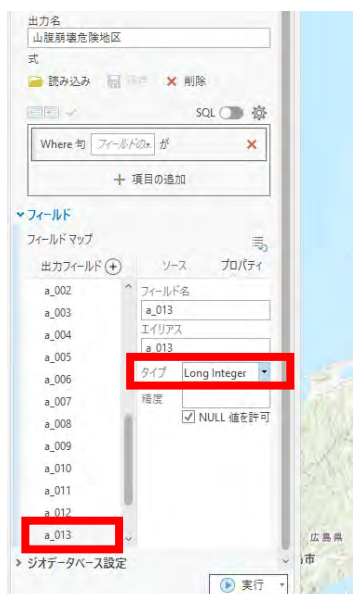 出力名
山腹崩壊危険地区
式
読み込み 保存 削除
SQL
Where 句 フィールドの が
項目の追加
フィールド
フィールド マップ
出力フィールド ソース プロパティ
a_002
a_003
a_004
a_005
a_006
a_007
a_008
a_009
a_010
a_011
a_012
a_013
フィールド名
a_013
エイリアス
a_013
タイプ Long Integer
精度
NULL 値を許可
ジオデータベース設定
実行
広島県
市